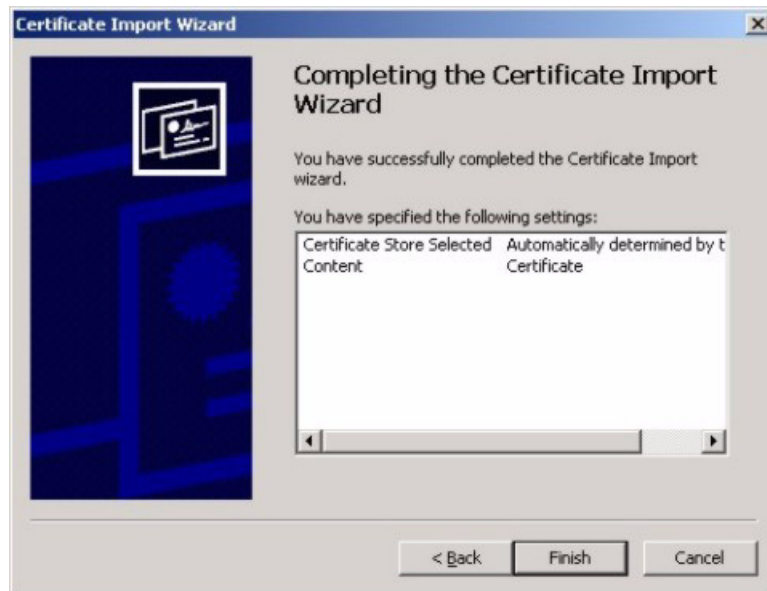 Certificate Import Wizard
Completing the Certificate Import
Wizard
You have successfully completed the Certificate Import
wizard.
You have specified the following settings:
Certificate Store Selected Automatically determined by t
Content Certificate
< Back Finish Cancel